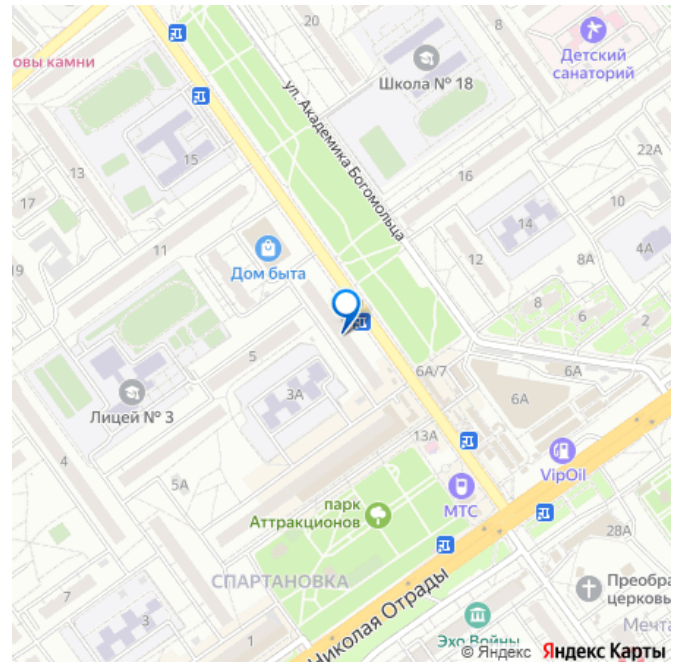 20
8
овы камни
Детский
санаторий
Школа № 18
ул. Академика Богомольца
15
13
22А
16
17
10
14
11
12
8А
4А
19
Дом быта
8
6
2
5
6А/7
6А
3А
6А
Лицей № 3
13А
4
VipOil
5А
МТС
парк
Аттракционов
28А
СПАРТАНОВКА
Преобра
церковь
7
3
Николая Отрады
Мечта
1
Эхо Войны
© Яндекс Яндекс Карты